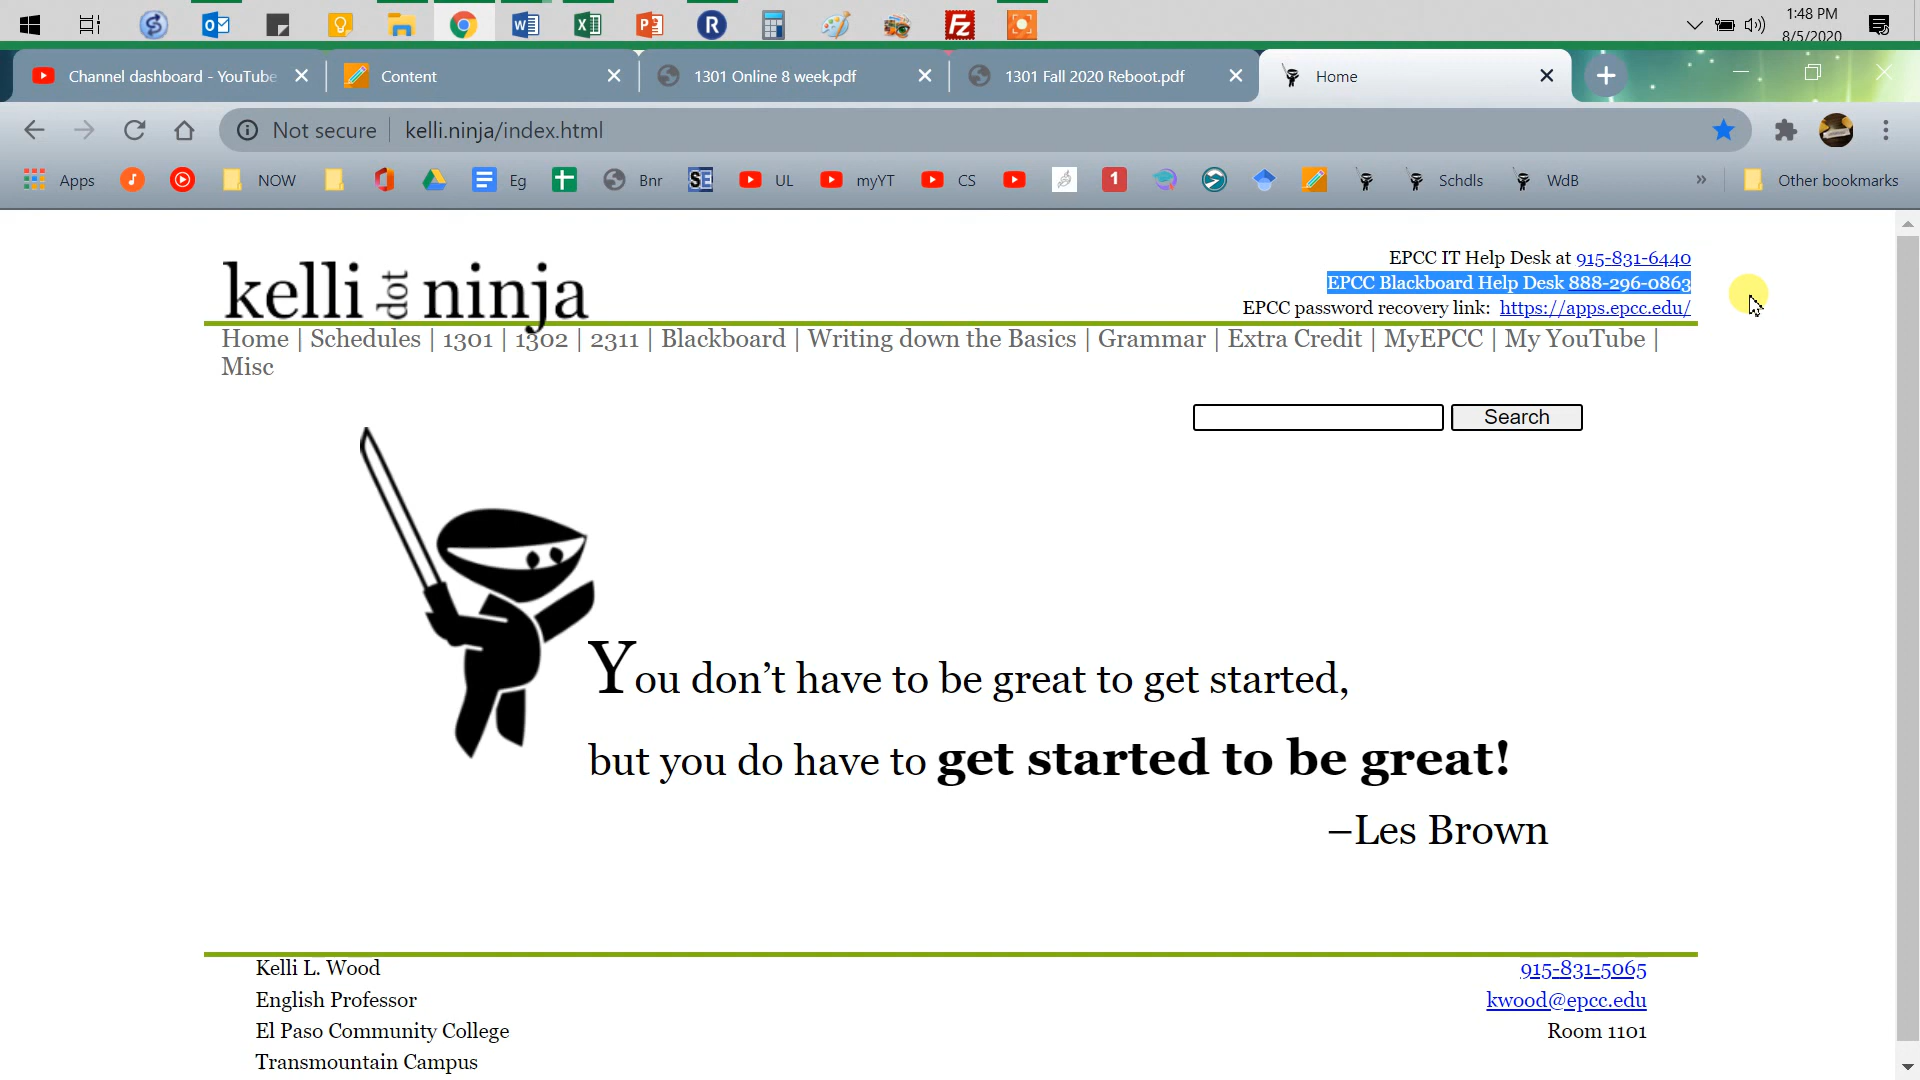 1:48 PM
8/5/2020
Channel dashboard - YouTube
Content
1301 Online 8 week.pdf
1301 Fall 2020 Reboot.pdf
Home
Not secure
kelli.ninja/index.html
Apps
NOW
Eg
Bnr
SE
UL
myYT
CS
1
Schdls
WdB
»
Other bookmarks
kelli dot ninja
EPCC IT Help Desk at 915-831-6440
EPCC Blackboard Help Desk 888-296-0863
EPCC password recovery link: https://apps.epcc.edu/
Home | Schedules | 1301 | 1302 | 2311 | Blackboard | Writing down the Basics | Grammar | Extra Credit | MyEPCC | My YouTube |
Misc
Search
You don’t have to be great to get started,
but you do have to get started to be great!
–Les Brown
Kelli L. Wood
English Professor
El Paso Community College
Transmountain Campus
915-831-5065
kwood@epcc.edu
Room 1101